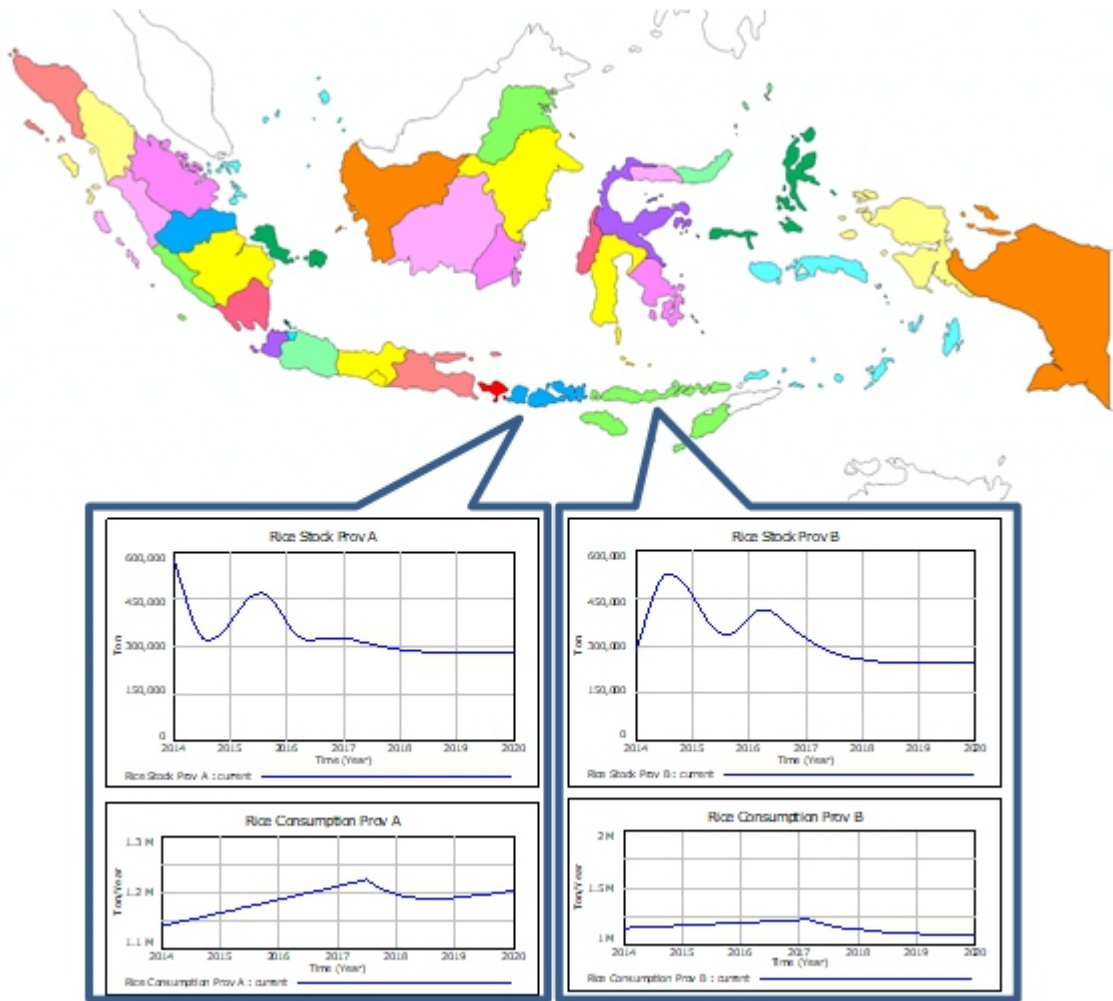 Rice Stock Prov A
600,000
450,000
300,000
150,000
0
Ton
2014 2015 2016 2017 2018 2019 2020
Time (Year)
Rice Stock Prov A : current
Rice Consumption Prov A
1.3 M
1.2 M
1.1 M
Ton/Year
2014 2015 2016 2017 2018 2019 2020
Time (Year)
Rice Consumption Prov A : current
Rice Stock Prov B
600,000
450,000
300,000
150,000
0
Ton
2014 2015 2016 2017 2018 2019 2020
Time (Year)
Rice Stock Prov B : current
Rice Consumption Prov B
2 M
1.5 M
1 M
Ton/Year
2014 2015 2016 2017 2018 2019 2020
Time (Year)
Rice Consumption Prov B : current